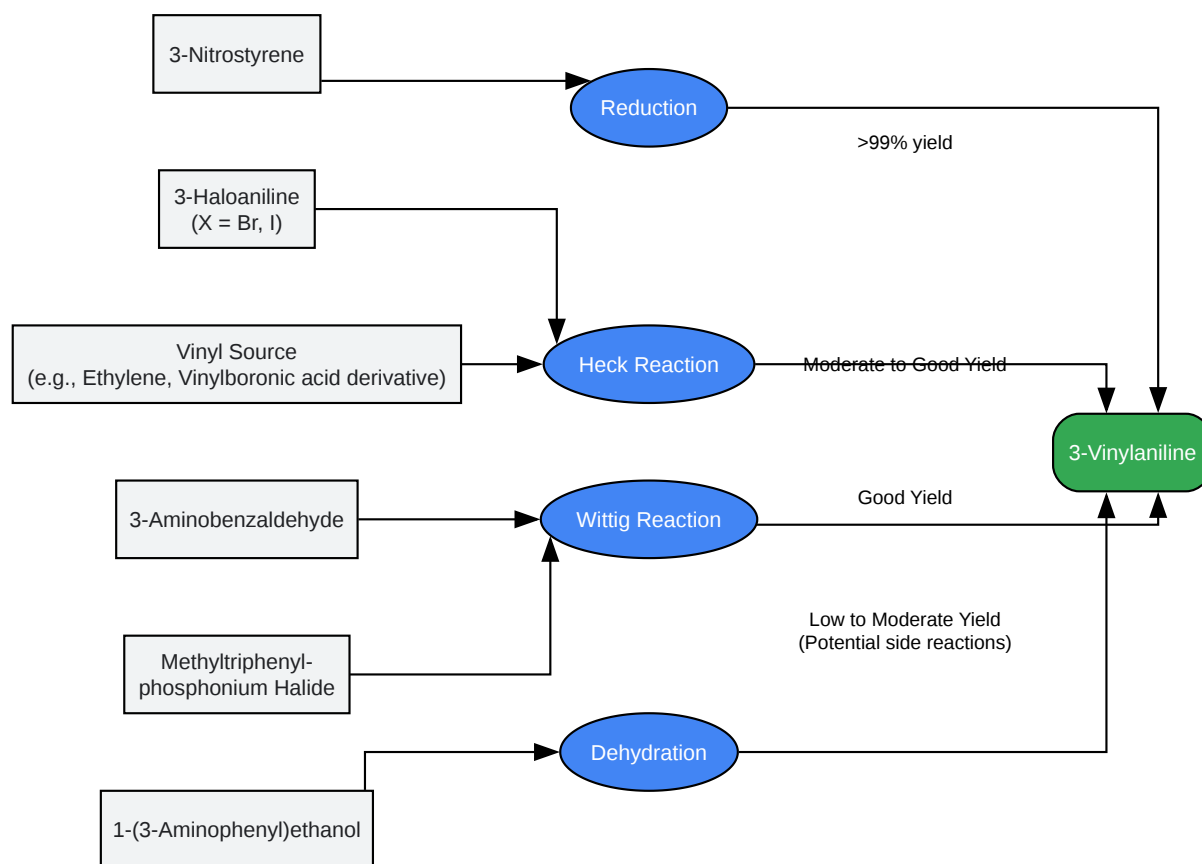 3-Nitrostyrene
Reduction
>99% yield
3-Haloaniline
(X = Br, I)
Vinyl Source
(e.g., Ethylene, Vinylboronic acid derivative)
Heck Reaction
Moderate to Good Yield
3-Vinylaniline
3-Aminobenzaldehyde
Wittig Reaction
Good Yield
Methyltriphenyl-
phosphonium Halide
Low to Moderate Yield
(Potential side reactions)
Dehydration
1-(3-Aminophenyl)ethanol